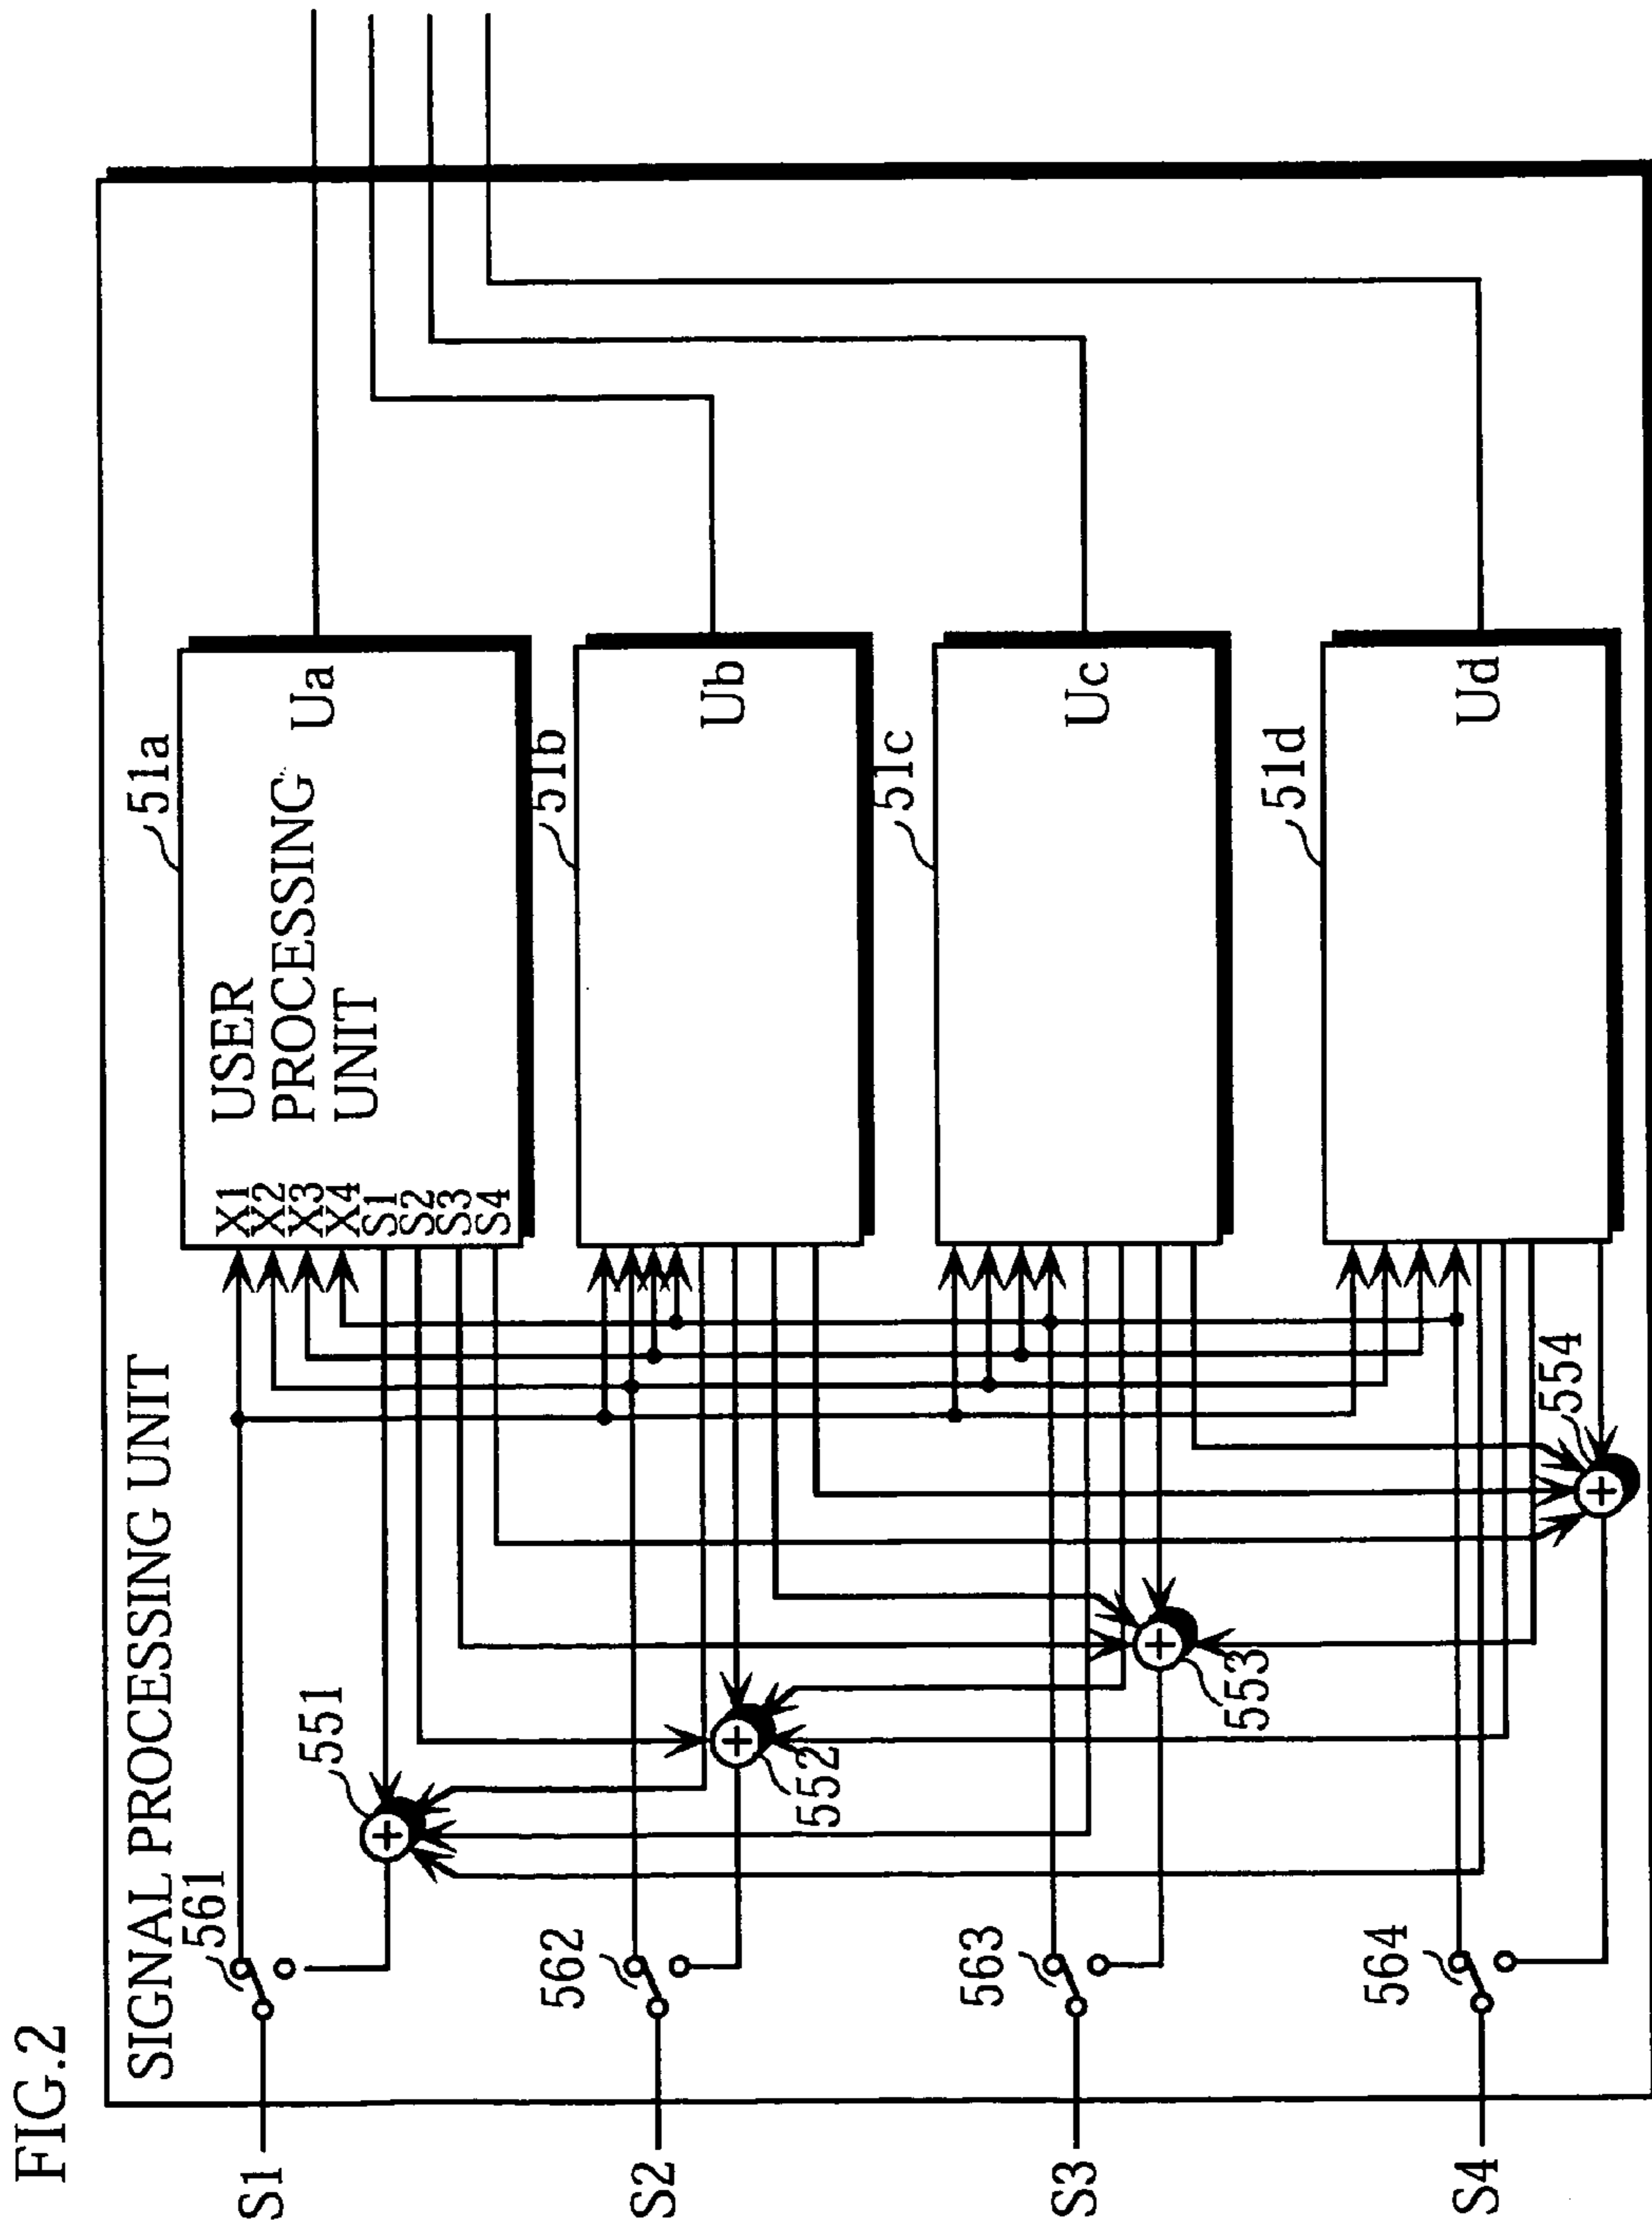 FIG.2
SIGNAL PROCESSING UNIT
51a
USER
PROCESSING
UNIT
Ua
X1
X2
X3
X4
S1
S2
S3
S4
51b
Ub
51c
Uc
51d
Ud
551
552
553
554
561
562
563
564
S1
S2
S3
S4